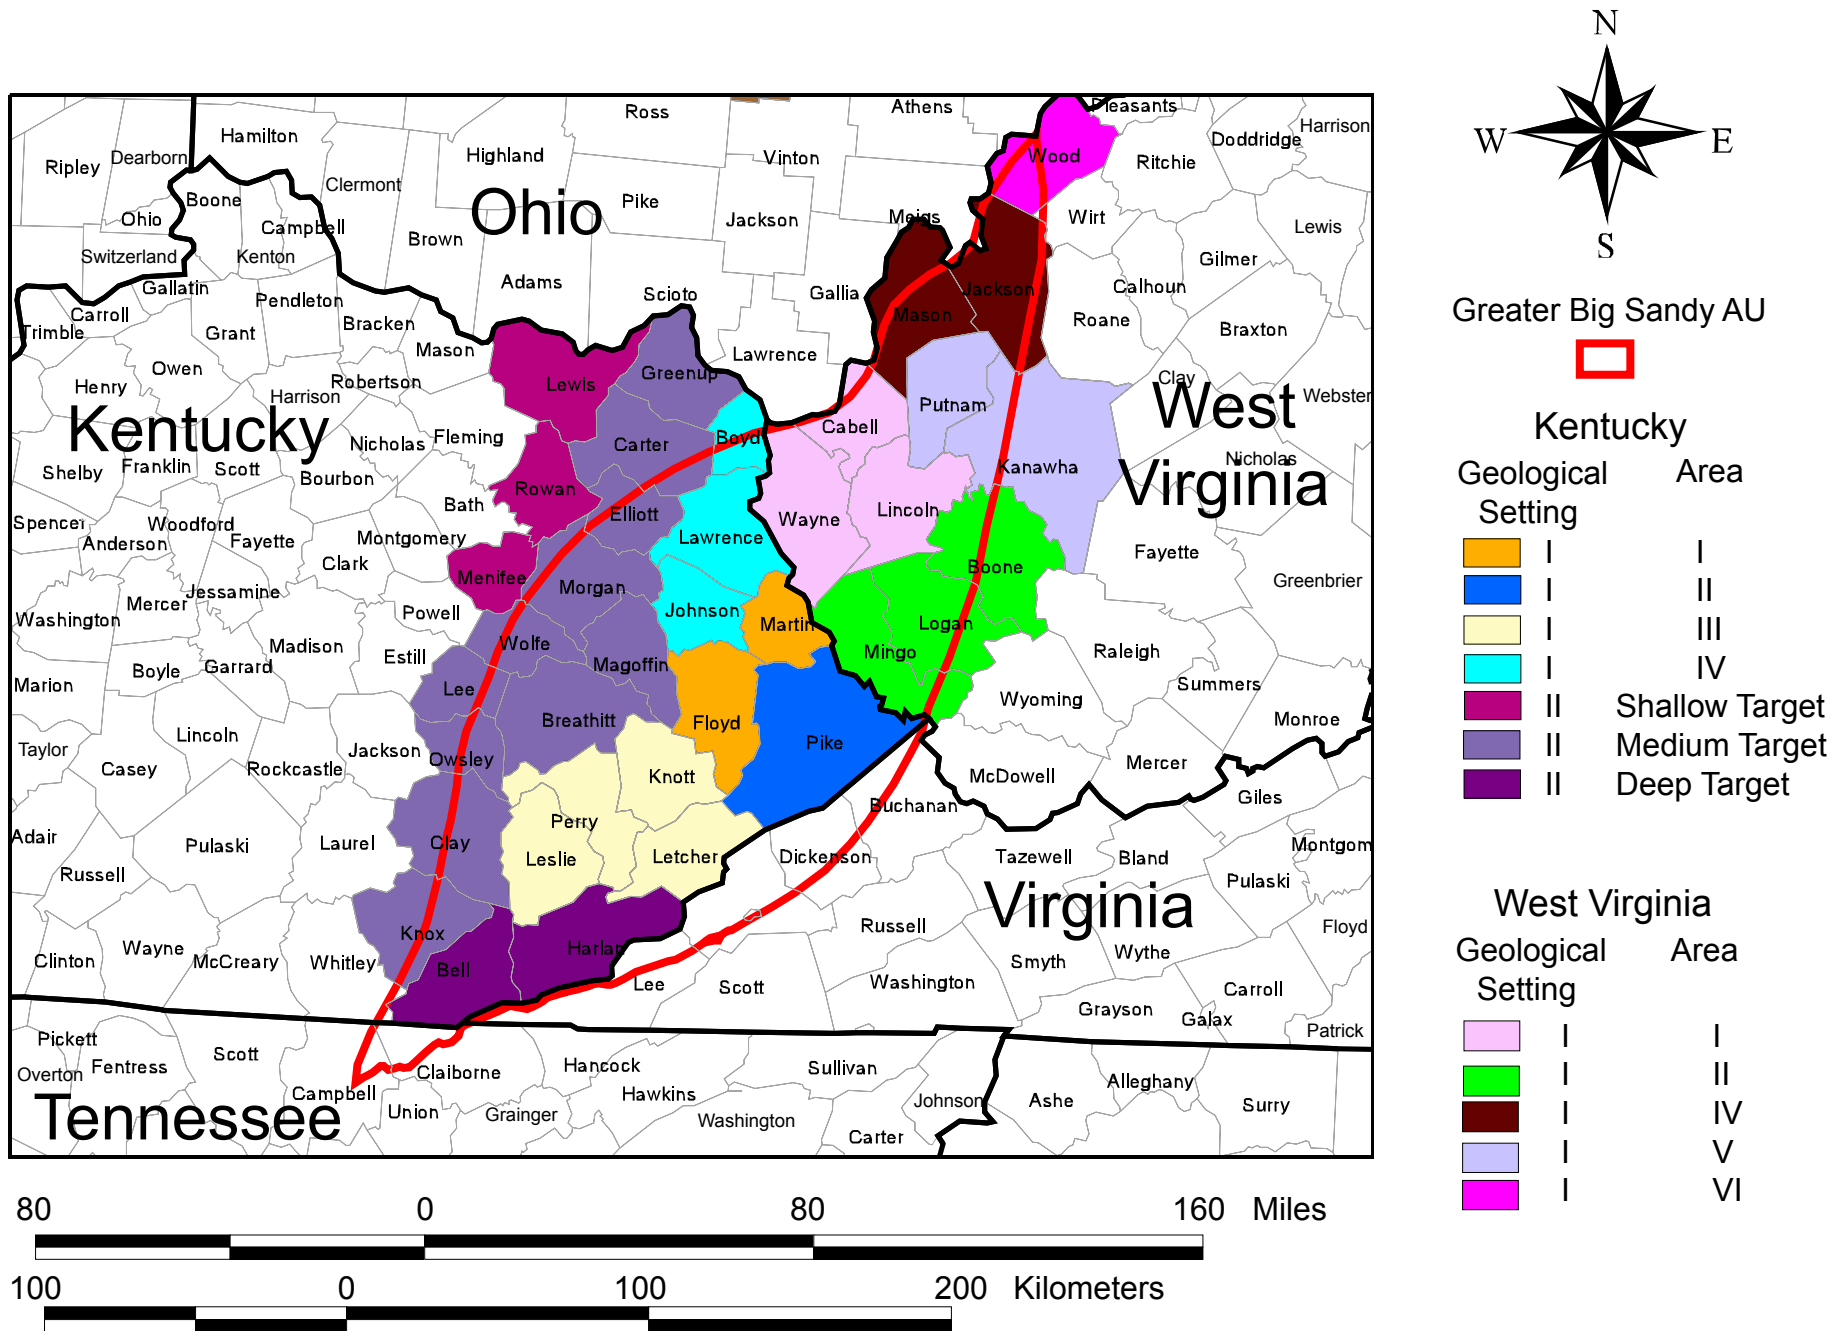 N
W
E
S
Greater Big Sandy AU
Kentucky
Geological
Setting
Area
I I
I II
I III
I IV
II Shallow Target
II Medium Target
II Deep Target
West Virginia
Geological
Setting
Area
I I
I II
I IV
I V
I VI
Ohio
Kentucky
West
Virginia
Virginia
Tennessee
Ross
Athens
Pleasants
Harrison
Hamilton
Doddridge
Ripley
Dearborn
Highland
Vinton
Wood
Ritchie
Clermont
Boone
Pike
Jackson
Meigs
Wirt
Lewis
Ohio
Campbell
Brown
Switzerland
Kenton
Gilmer
Gallatin
Adams
Scioto
Gallia
Jackson
Calhoun
Carroll
Pendleton
Trimble
Grant
Bracken
Mason
Roane
Braxton
Mason
Lawrence
Owen
Henry
Robertson
Harrison
Lewis
Greenup
Clay
Webster
Putnam
Cabell
Boyd
Carter
Nicholas
Fleming
Shelby
Franklin
Scott
Bourbon
Kanawha
Nicholas
Rowan
Bath
Spencer
Woodford
Anderson
Fayette
Montgomery
Elliott
Lawrence
Wayne
Lincoln
Clark
Fayette
Menifee
Morgan
Boone
Greenbrier
Jessamine
Mercer
Washington
Powell
Johnson
Martin
Logan
Madison
Wolfe
Mingo
Raleigh
Estill
Magoffin
Garrard
Boyle
Marion
Lee
Wyoming
Summers
Breathitt
Floyd
Monroe
Lincoln
Taylor
Jackson
Owsley
Pike
Casey
Rockcastle
Knott
McDowell
Mercer
Buchanan
Giles
Adair
Pulaski
Laurel
Clay
Perry
Leslie
Letcher
Dickenson
Tazewell
Bland
Montgom
Russell
Pulaski
Knox
Harlan
Russell
Floyd
Wayne
McCreary
Clinton
Whitley
Bell
Smyth
Wythe
Lee
Scott
Washington
Carroll
Grayson
Galax
Patrick
Pickett
Fentress
Scott
Overton
Campbell
Claiborne
Hancock
Sullivan
Alleghany
Union
Grainger
Hawkins
Washington
Johnson
Ashe
Surry
Carter
80 0 80 160 Miles
100 0 100 200 Kilometers